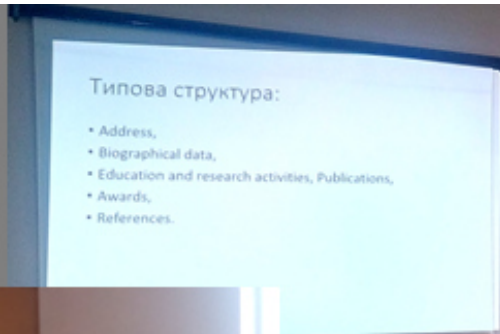 Типова структура:
• Address,
• Biographical data,
• Education and research activities, Publications,
• Awards,
• References.